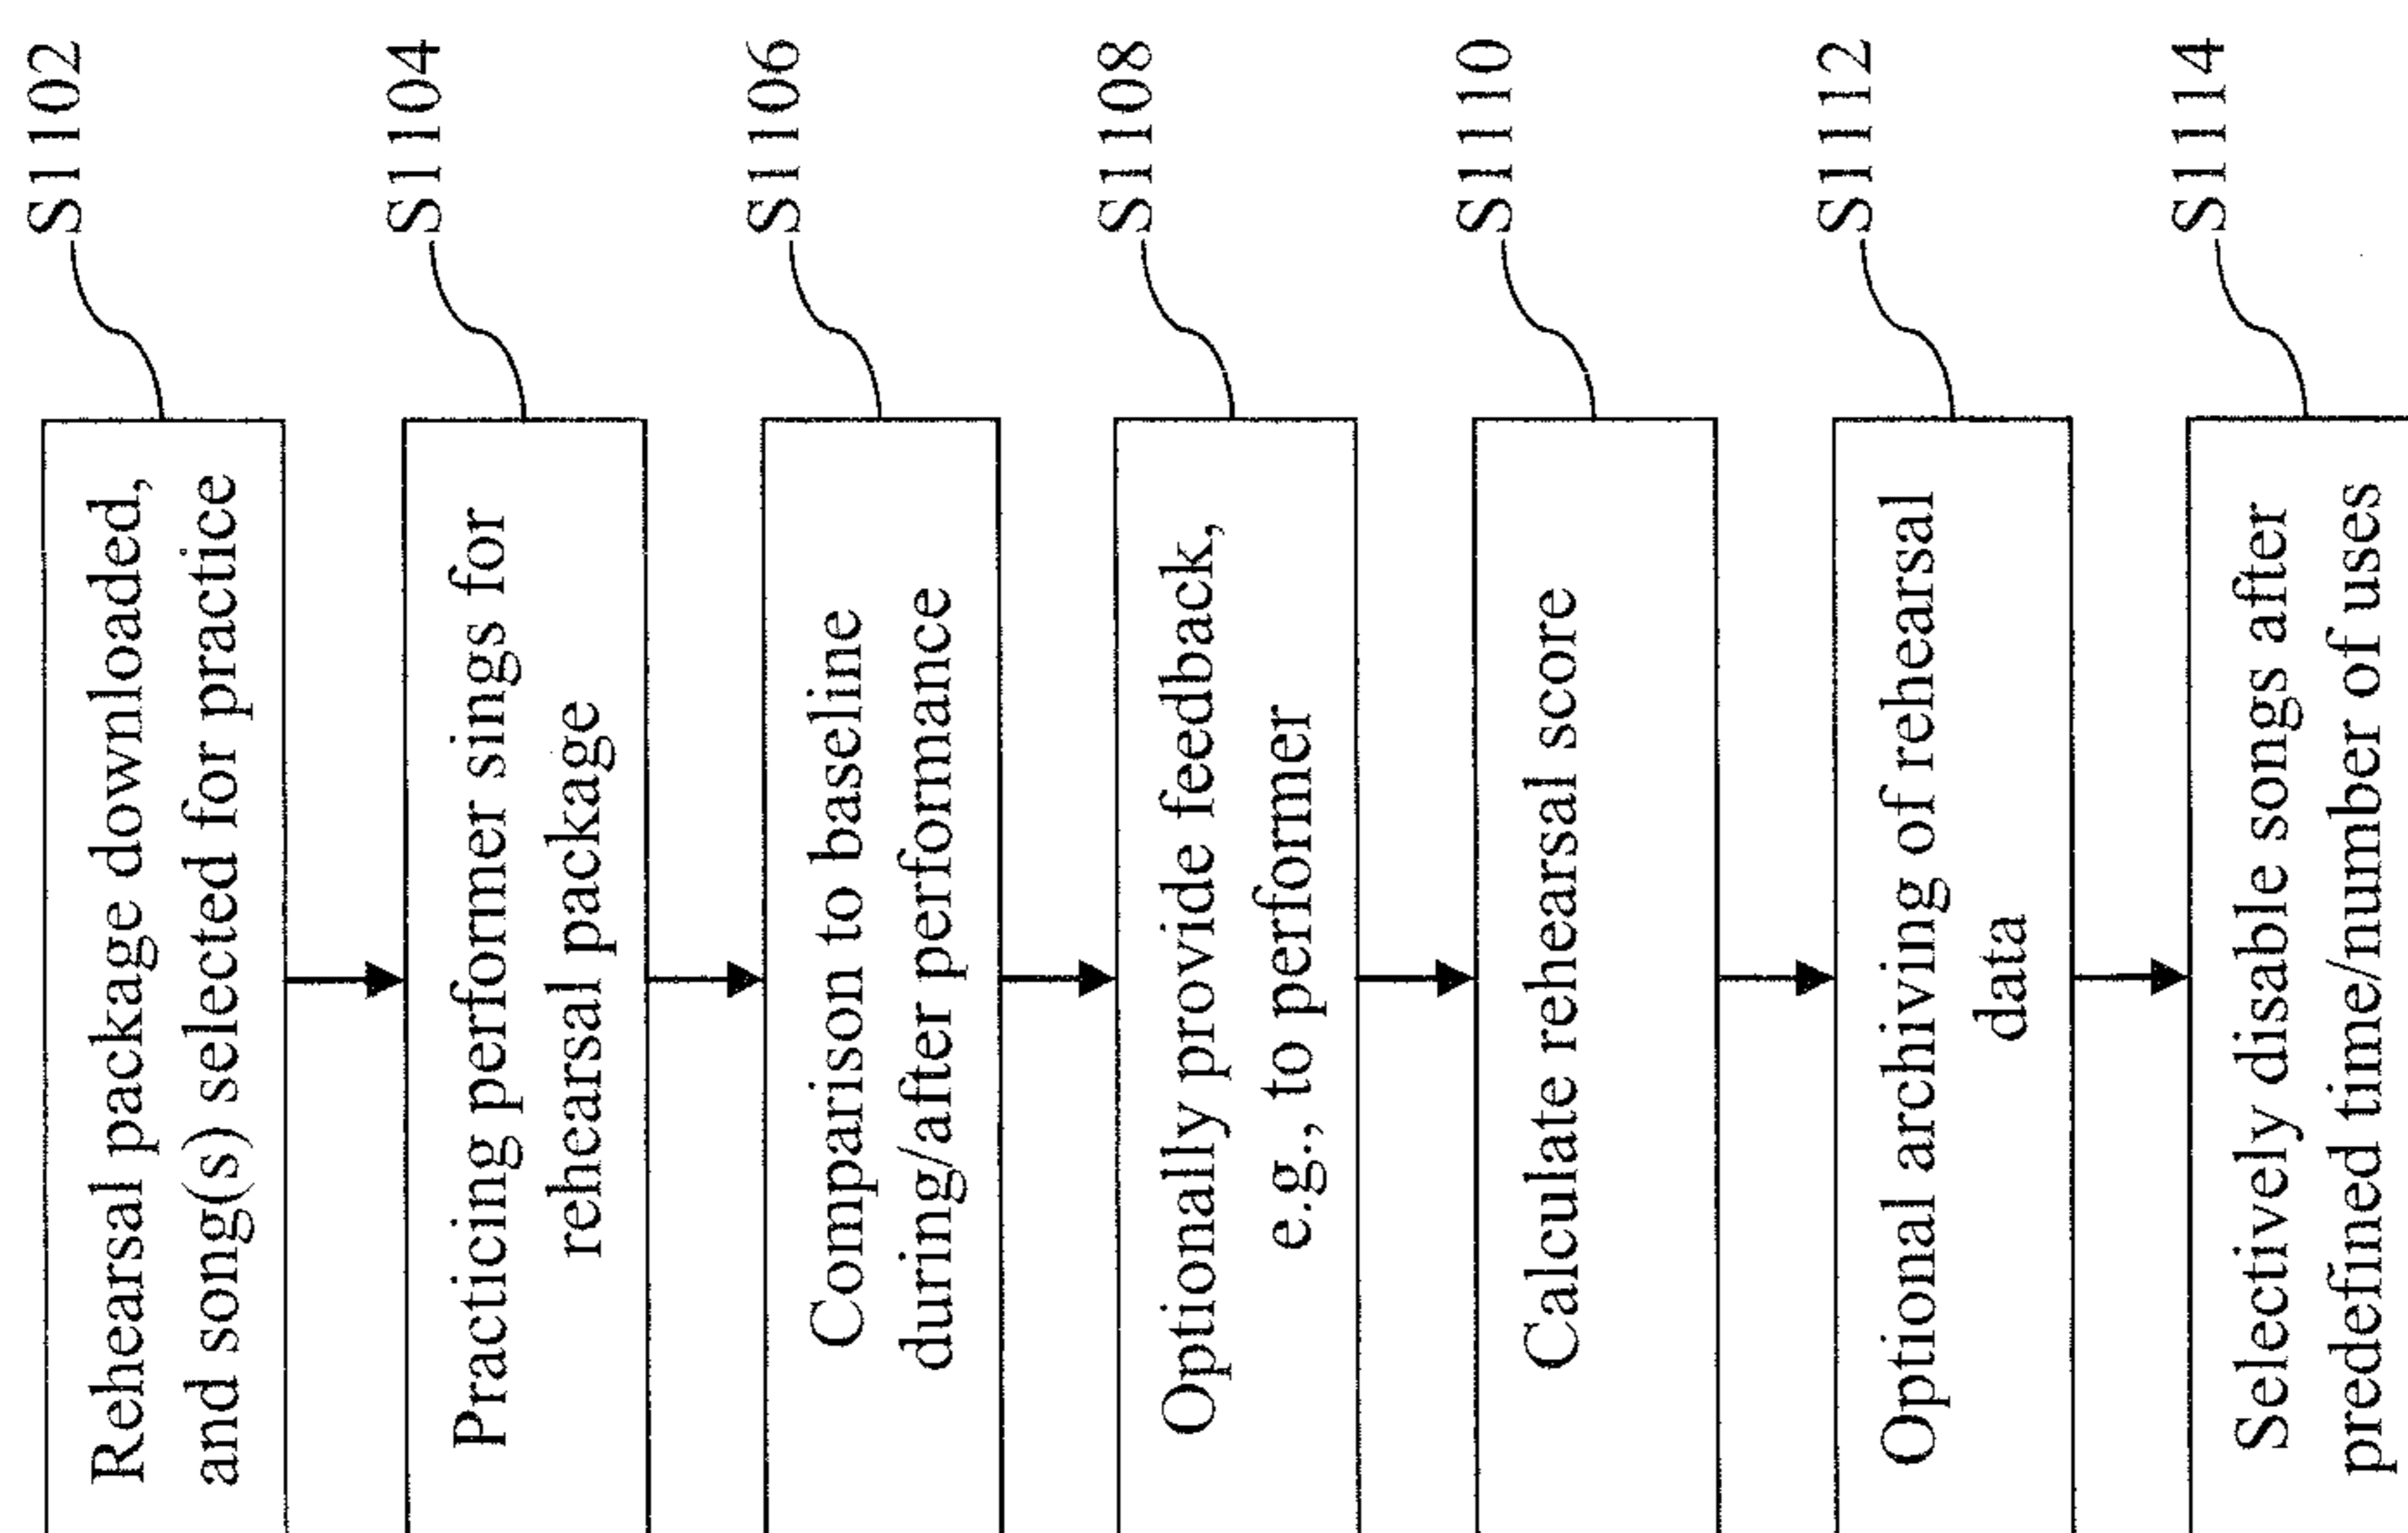 Rehearsal package downloaded,
and song(s) selected for practice
S1102
Practicing performer sings for
rehearsal package
S1104
Comparison to baseline
during/after performance
S1106
Optionally provide feedback,
e.g., to performer
S1108
Calculate rehearsal score
S1110
Optional archiving of rehearsal
data
S1112
Selectively disable songs after
predefined time/number of uses
S1114